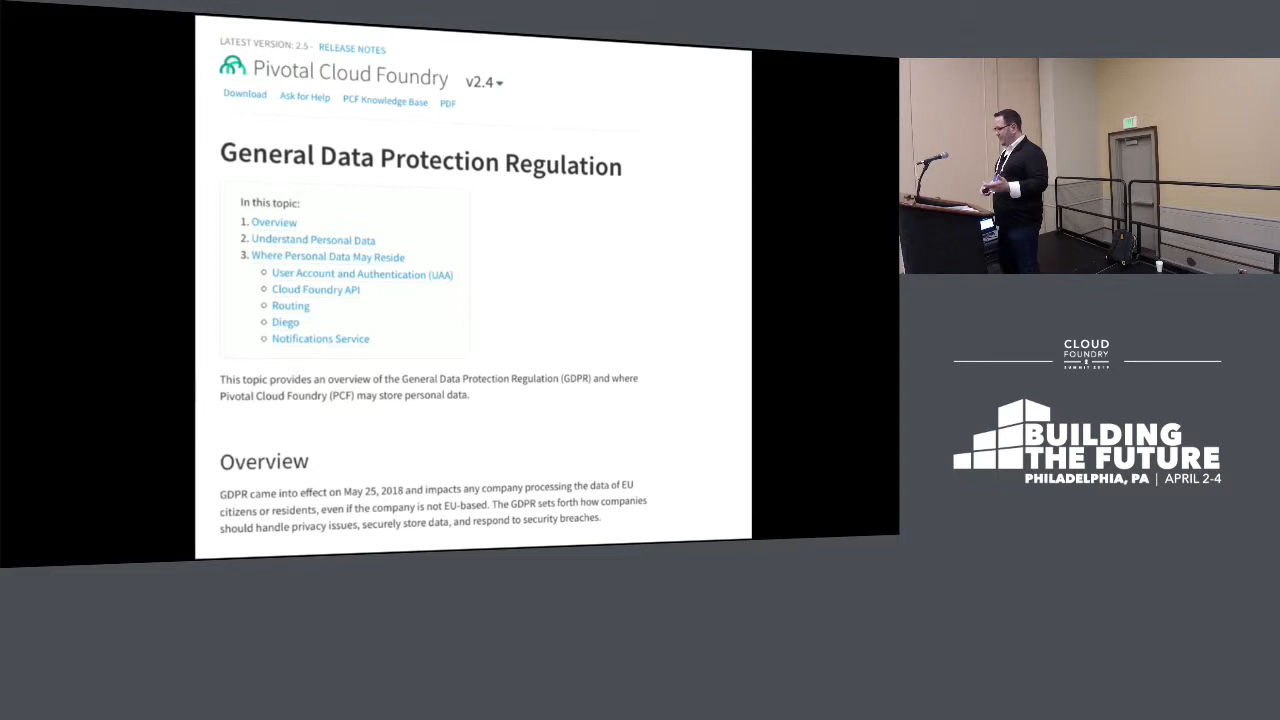 LATEST VERSION: 2.5 - RELEASE NOTES
Pivotal Cloud Foundry v2.4
Download Ask for Help PCF Knowledge Base PDF
General Data Protection Regulation
In this topic:
1. Overview
2. Understand Personal Data
3. Where Personal Data May Reside
User Account and Authentication (UAA)
Cloud Foundry API
Routing
Diego
Notifications Service
This topic provides an overview of the General Data Protection Regulation (GDPR) and where
Pivotal Cloud Foundry (PCF) may store personal data.
Overview
GDPR came into effect on May 25, 2018 and impacts any company processing the data of EU
citizens or residents, even if the company is not EU-based. The GDPR sets forth how companies
should handle privacy issues, securely store data, and respond to security breaches.
CLOUD
FOUNDRY
SUMMIT 2019
BUILDING
THE FUTURE
PHILADELPHIA, PA | APRIL 2-4